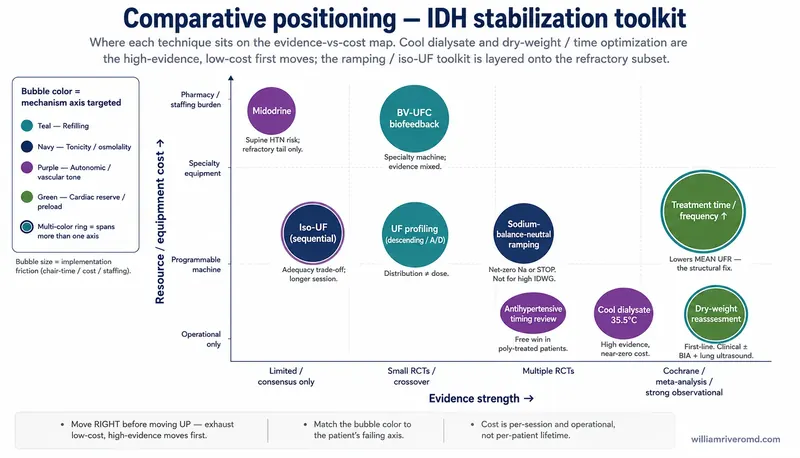 Comparative positioning — IDH stabilization toolkit
Where each technique sits on the evidence-vs-cost map. Cool dialysate and dry-weight / time optimization are
the high-evidence, low-cost first moves; the ramping / iso-UF toolkit is layered onto the refractory subset.
Bubble color =
mechanism axis targeted
Teal — Refilling
Navy — Tonicity /
osmolality
Purple — Autonomic /
vascular tone
Green — Cardiac reserve /
preload
Multi-color ring = spans
more than one axis
Bubble size = implementation
friction (chair-time / cost / staffing).
Resource / equipmnent cost →
Pharmacy /
staffing burden
Specialty
equipment
Programmable
machine
Operational
only
Midodrine
Supine HTN risk;
refractory tail only.
BV-UFC
biofeedback
Specialty machine;
evidence mixed.
Treatment time /
frequency ↑
Lowers MEAN UFR —
the structural fix.
Iso-UF
(sequential)
Adequacy trade-off;
longer session.
UF profiling
(descending / A/D)
Distribution ≠ dose.
Sodium-
balance-neuttal
ramping
Net-zero Na or STOP.
Not for high IDWG.
Antihypertensive
timing review
Free win in
poly-treated patients.
Cool dialysate
35.5°C
High evidence,
near-zero cost.
Dry-weight
reasssesment
First-line. Clinical ±
BIA + lung ultrasound.
Limited /
consensus only
Small RCTs /
crossover
Multiple RCTs
Cochrane /
meta-analysis /
strong observational
Evidence strength →
• Move RIGHT before moving UP — exhaust
low-cost, high-evidence moves first.
• Match the bubble color to
the patient's failing axis.
• Cost is per-session and operational,
not per-patient lifetime.
williamriveromd.com